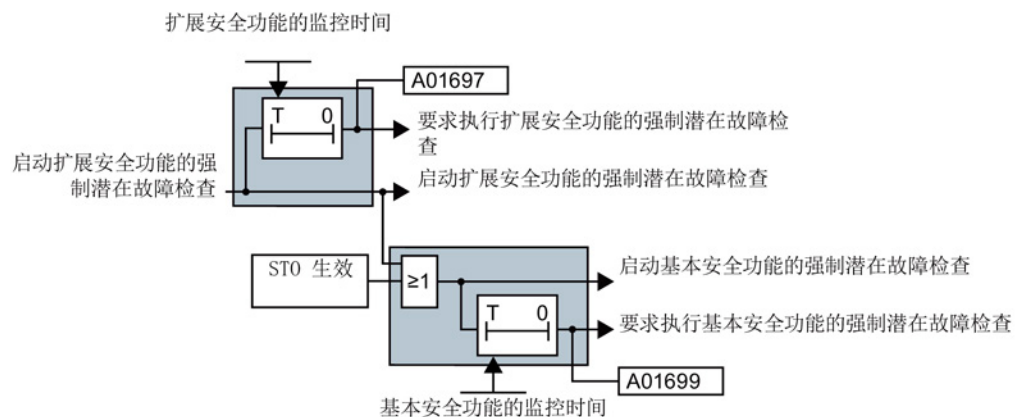 扩展安全功能的监控时间
A01697
T 0
要求执行扩展安全功能的强制潜在故障检
查
启动扩展安全功能的强
制潜在故障检查
启动扩展安全功能的强制潜在故障检查
STO 生效
≥1
启动基本安全功能的强制潜在故障检查
T 0
要求执行基本安全功能的强制潜在故障检查
A01699
基本安全功能的监控时间